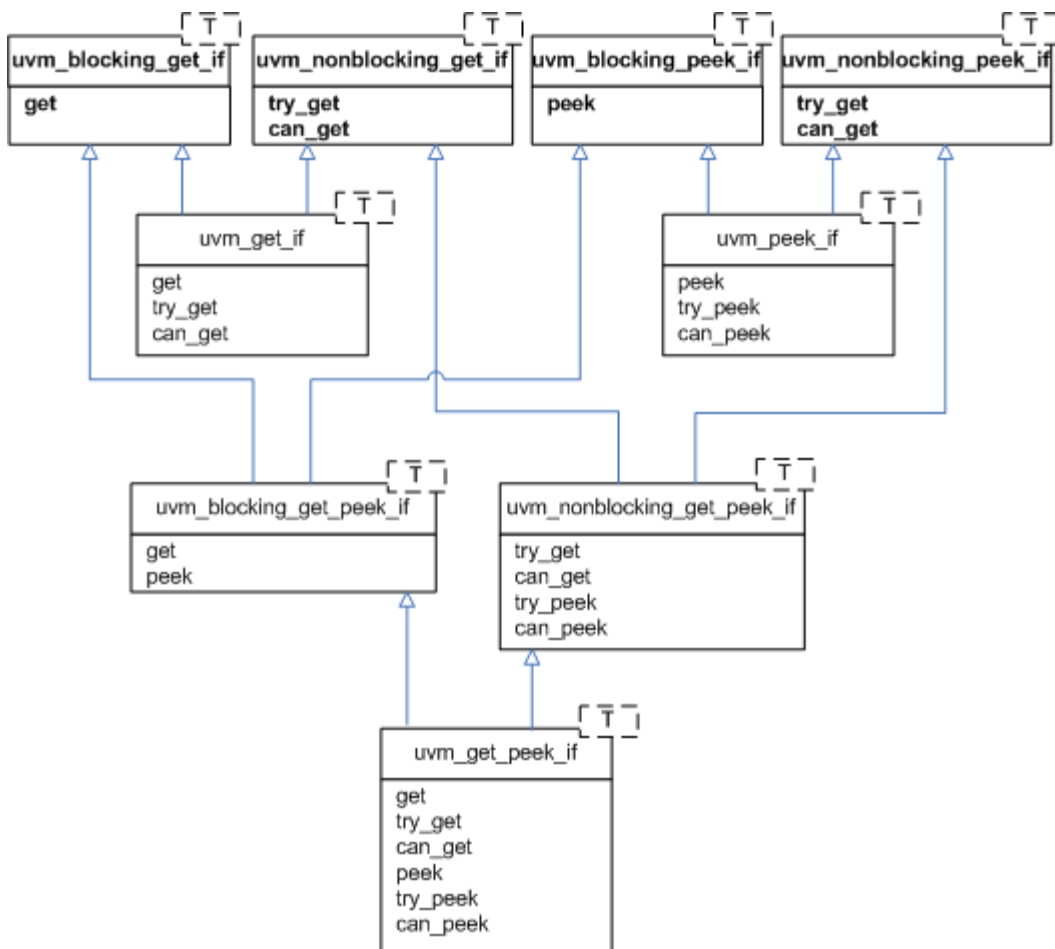 T
uvm_blocking_get_if
get
T
uvm_nonblocking_get_if
try_get
can_get
T
uvm_blocking_peek_if
peek
T
uvm_nonblocking_peek_if
try_get
can_get
T
uvm_get_if
get
try_get
can_get
T
uvm_peek_if
peek
try_peek
can_peek
T
uvm_blocking_get_peek_if
get
peek
T
uvm_nonblocking_get_peek_if
try_get
can_get
try_peek
can_peek
T
uvm_get_peek_if
get
try_get
can_get
peek
try_peek
can_peek